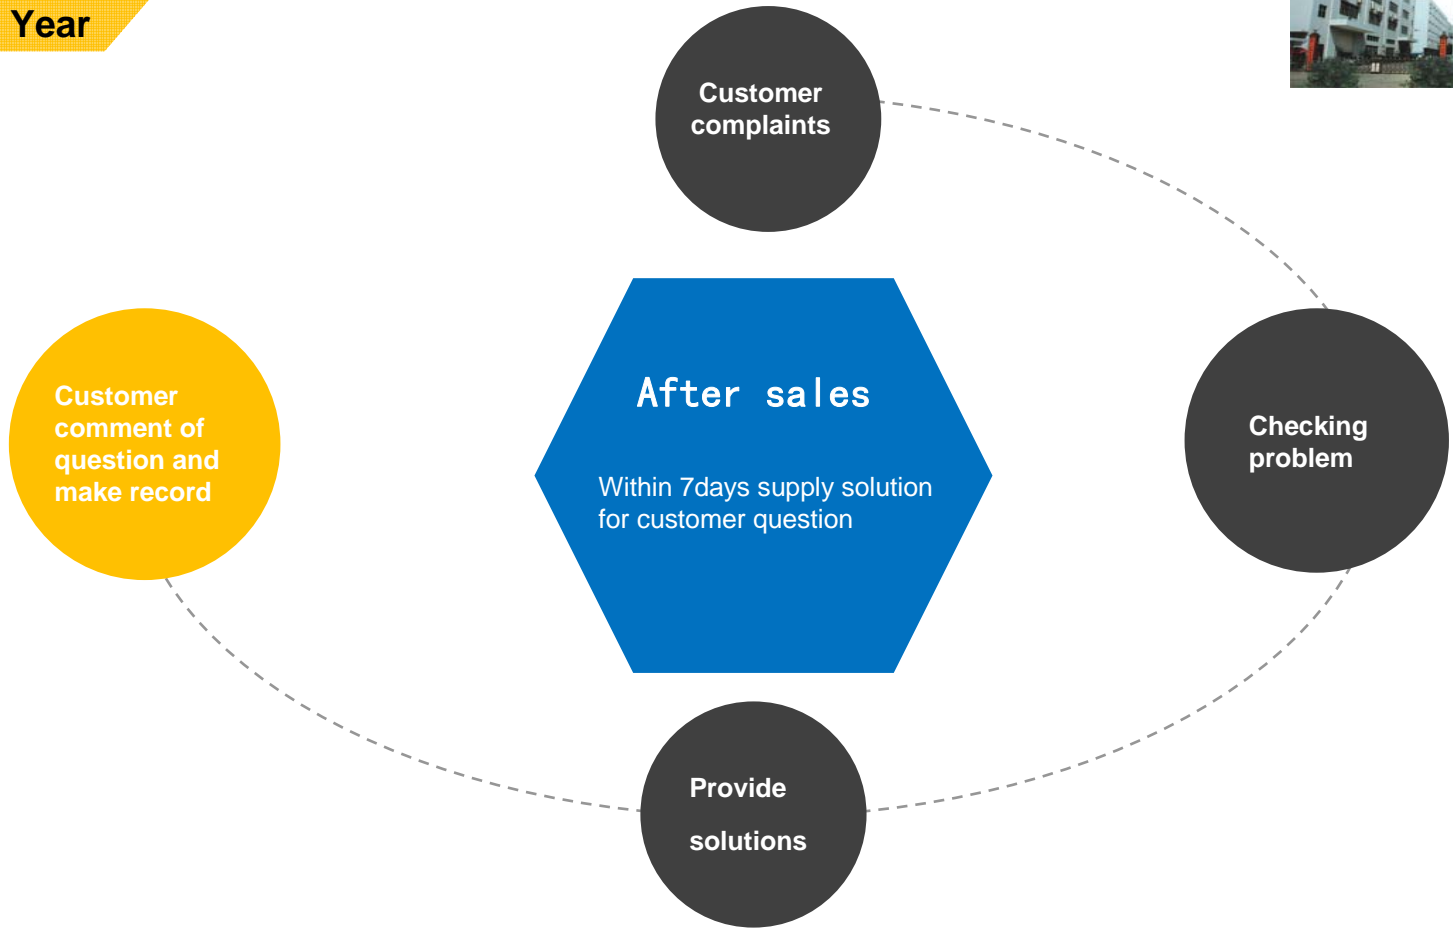 Year
Customer
complaints
Customer
comment of
question and
make record
After sales
Within 7days supply solution
for customer question
Checking
problem
Provide
solutions